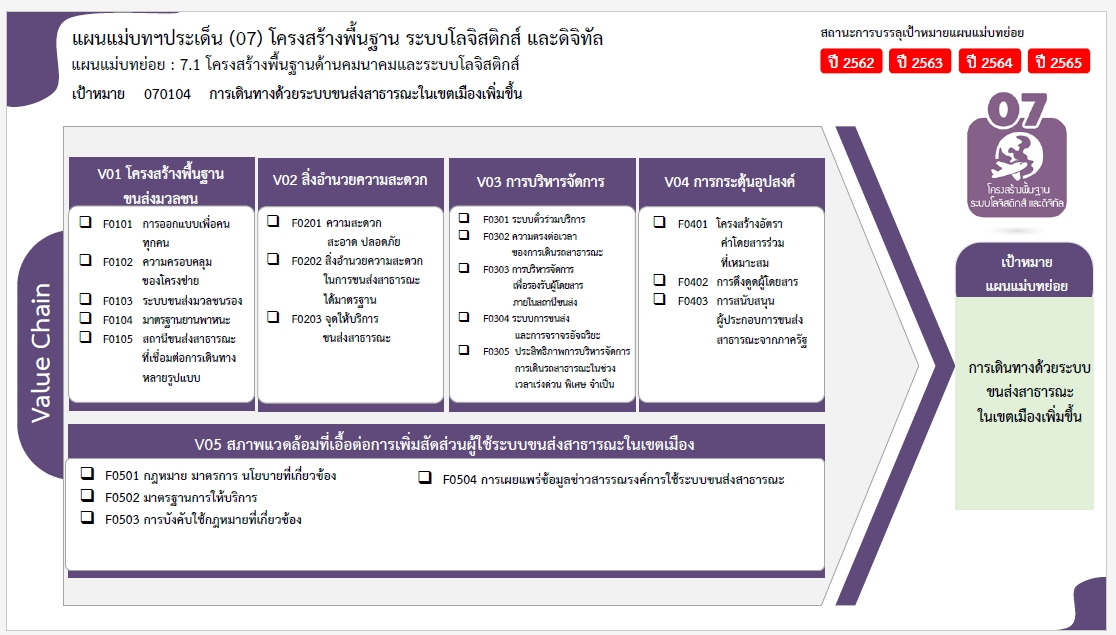 แผนแม่บทฯประเด็น (07) โครงสร้างพื้นฐาน ระบบโลจิสติกส์ และดิจิทัล
แผนแม่บทย่อย : 7.1 โครงสร้างพื้นฐานด้านคมนาคมและระบบโลจิสติกส์
เป้าหมาย 070104 การเดินทางด้วยระบบขนส่งสาธารณะในเขตเมืองเพิ่มขึ้น
สถานะการบรรลุเป้าหมายแผนแม่บทย่อย
ปี 2562 ปี 2563 ปี 2564 ปี 2565
07
โครงสร้างพื้นฐาน
ระบบโลจิสติกส์ และดิจิทัล
Value Chain
V01 โครงสร้างพื้นฐาน
ขนส่งมวลชน
F0101 การออกแบบเพื่อคน
ทุกคน
F0102 ความครอบคลุม
ของโครงข่าย
F0103 ระบบขนส่งมวลชนรอง
F0104 มาตรฐานยานพาหนะ
F0105 สถานีขนส่งสาธารณะ
ที่เชื่อมต่อการเดินทาง
หลายรูปแบบ
V02 สิ่งอำนวยความสะดวก
F0201 ความสะดวก
สะอาด ปลอดภัย
F0202 สิ่งอำนวยความสะดวก
ในการขนส่งสาธารณะ
ได้มาตรฐาน
F0203 จุดให้บริการ
ขนส่งสาธารณะ
V03 การบริหารจัดการ
F0301 ระบบตั๋วร่วมบริการ
F0302 ความตรงต่อเวลา
ของการเดินรถสาธารณะ
F0303 การบริหารจัดการ
เพื่อรองรับผู้โดยสาร
ภายในสถานีขนส่ง
F0304 ระบบการขนส่ง
และการจราจรอัจฉริยะ
F0305 ประสิทธิภาพการบริหารจัดการ
การเดินรถสาธารณะในช่วง
เวลาเร่งด่วน พิเศษ จำเป็น
V04 การกระตุ้นอุปสงค์
F0401 โครงสร้างอัตรา
ค่าโดยสารร่วม
ที่เหมาะสม
F0402 การดึงดูดผู้โดยสาร
F0403 การสนับสนุน
ผู้ประกอบการขนส่ง
สาธารณะจากภาครัฐ
V05 สภาพแวดล้อมที่เอื้อต่อการเพิ่มสัดส่วนผู้ใช้ระบบขนส่งสาธารณะในเขตเมือง
F0501 กฎหมาย มาตรการ นโยบายที่เกี่ยวข้อง
F0502 มาตรฐานการให้บริการ
F0503 การบังคับใช้กฎหมายที่เกี่ยวข้อง
F0504 การเผยแพร่ข้อมูลข่าวสารรณรงค์การใช้ระบบขนส่งสาธารณะ
เป้าหมาย
แผนแม่บทย่อย
การเดินทางด้วยระบบ
ขนส่งสาธารณะ
ในเขตเมืองเพิ่มขึ้น